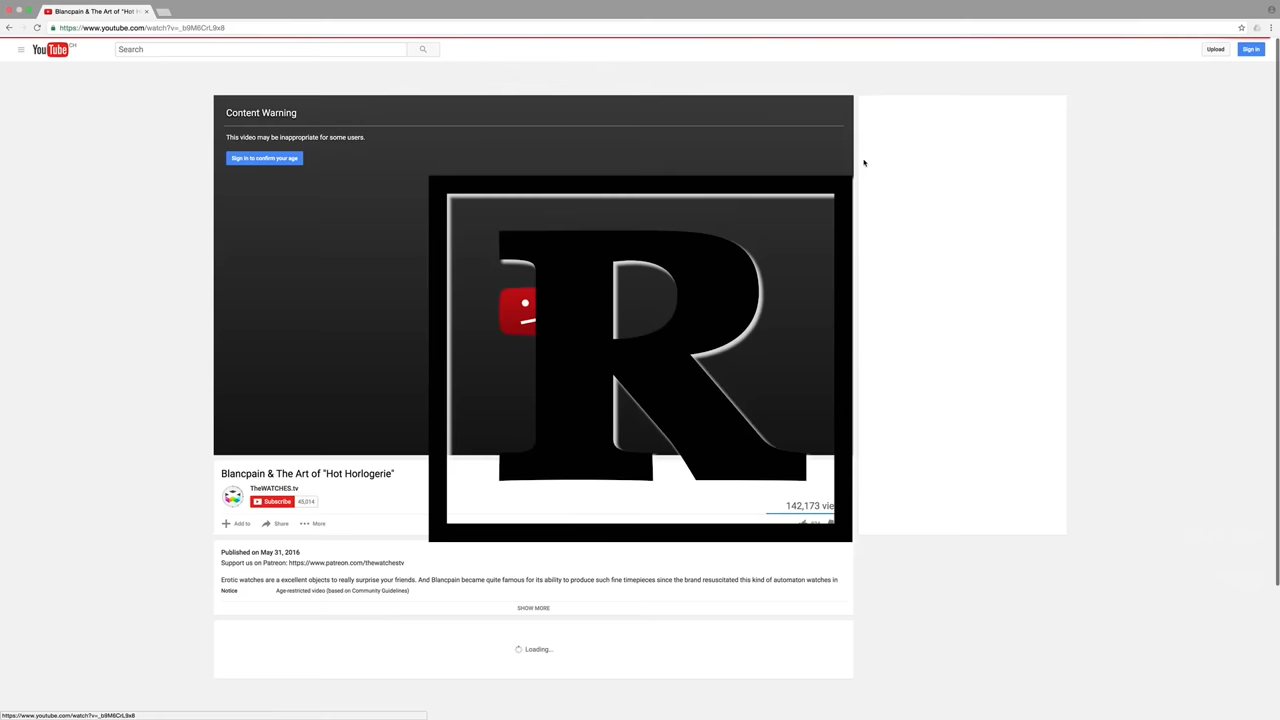 Blancpain & The Art of "Hot H
https://www.youtube.com/watch?v=_b9M6CrL9x8
YouTube CH
Search
Upload
Sign in
Content Warning
This video may be inappropriate for some users.
Sign in to confirm your age
R
Blancpain & The Art of "Hot Horlogerie"
TheWATCHES.tv
Subscribe 45,014
142,173 vie
Add to Share More
Published on May 31, 2016
Support us on Patreon: https://www.patreon.com/thewatchestv
Erotic watches are a excellent objects to really surprise your friends. And Blancpain became quite famous for its ability to produce such fine timepieces since the brand resuscitated this kind of automaton watches in
Notice Age-restricted video (based on Community Guidelines)
SHOW MORE
Loading...
https://www.youtube.com/watch?v=_b9M6CrL9x8